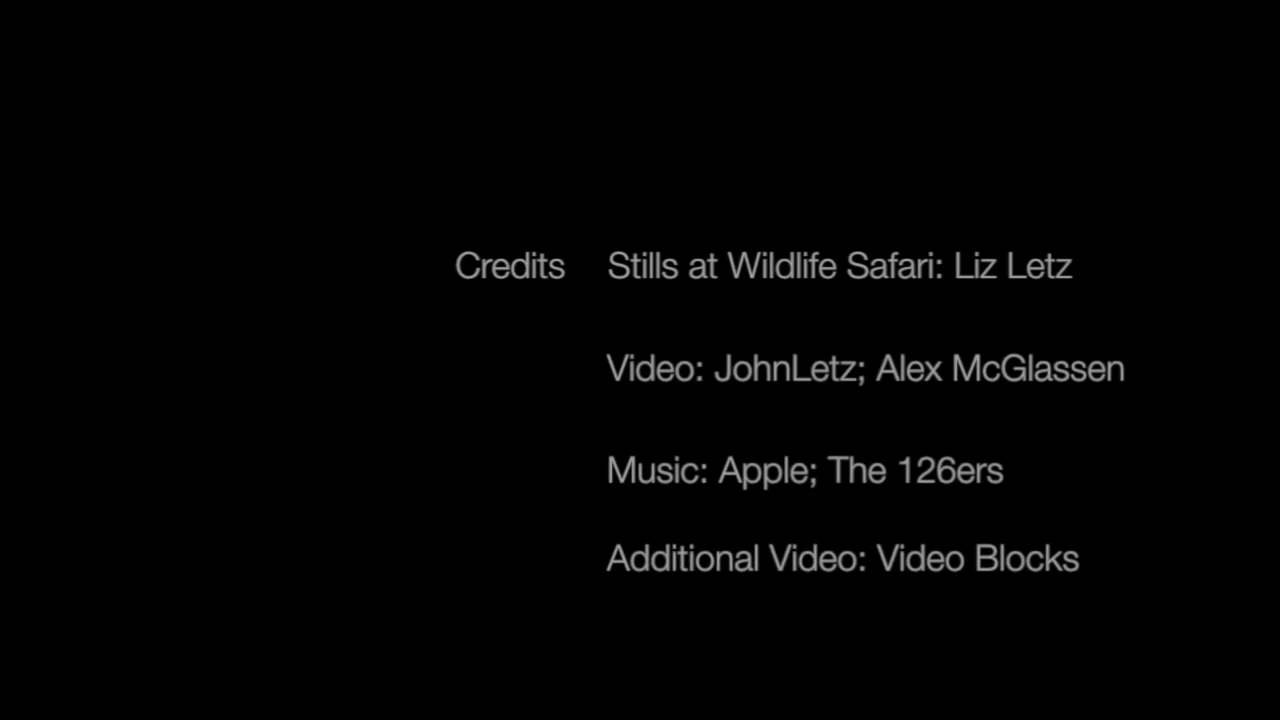 Credits Stills at Wildlife Safari: Liz Letz
Video: JohnLetz; Alex McGlassen
Music: Apple; The 126ers
Additional Video: Video Blocks